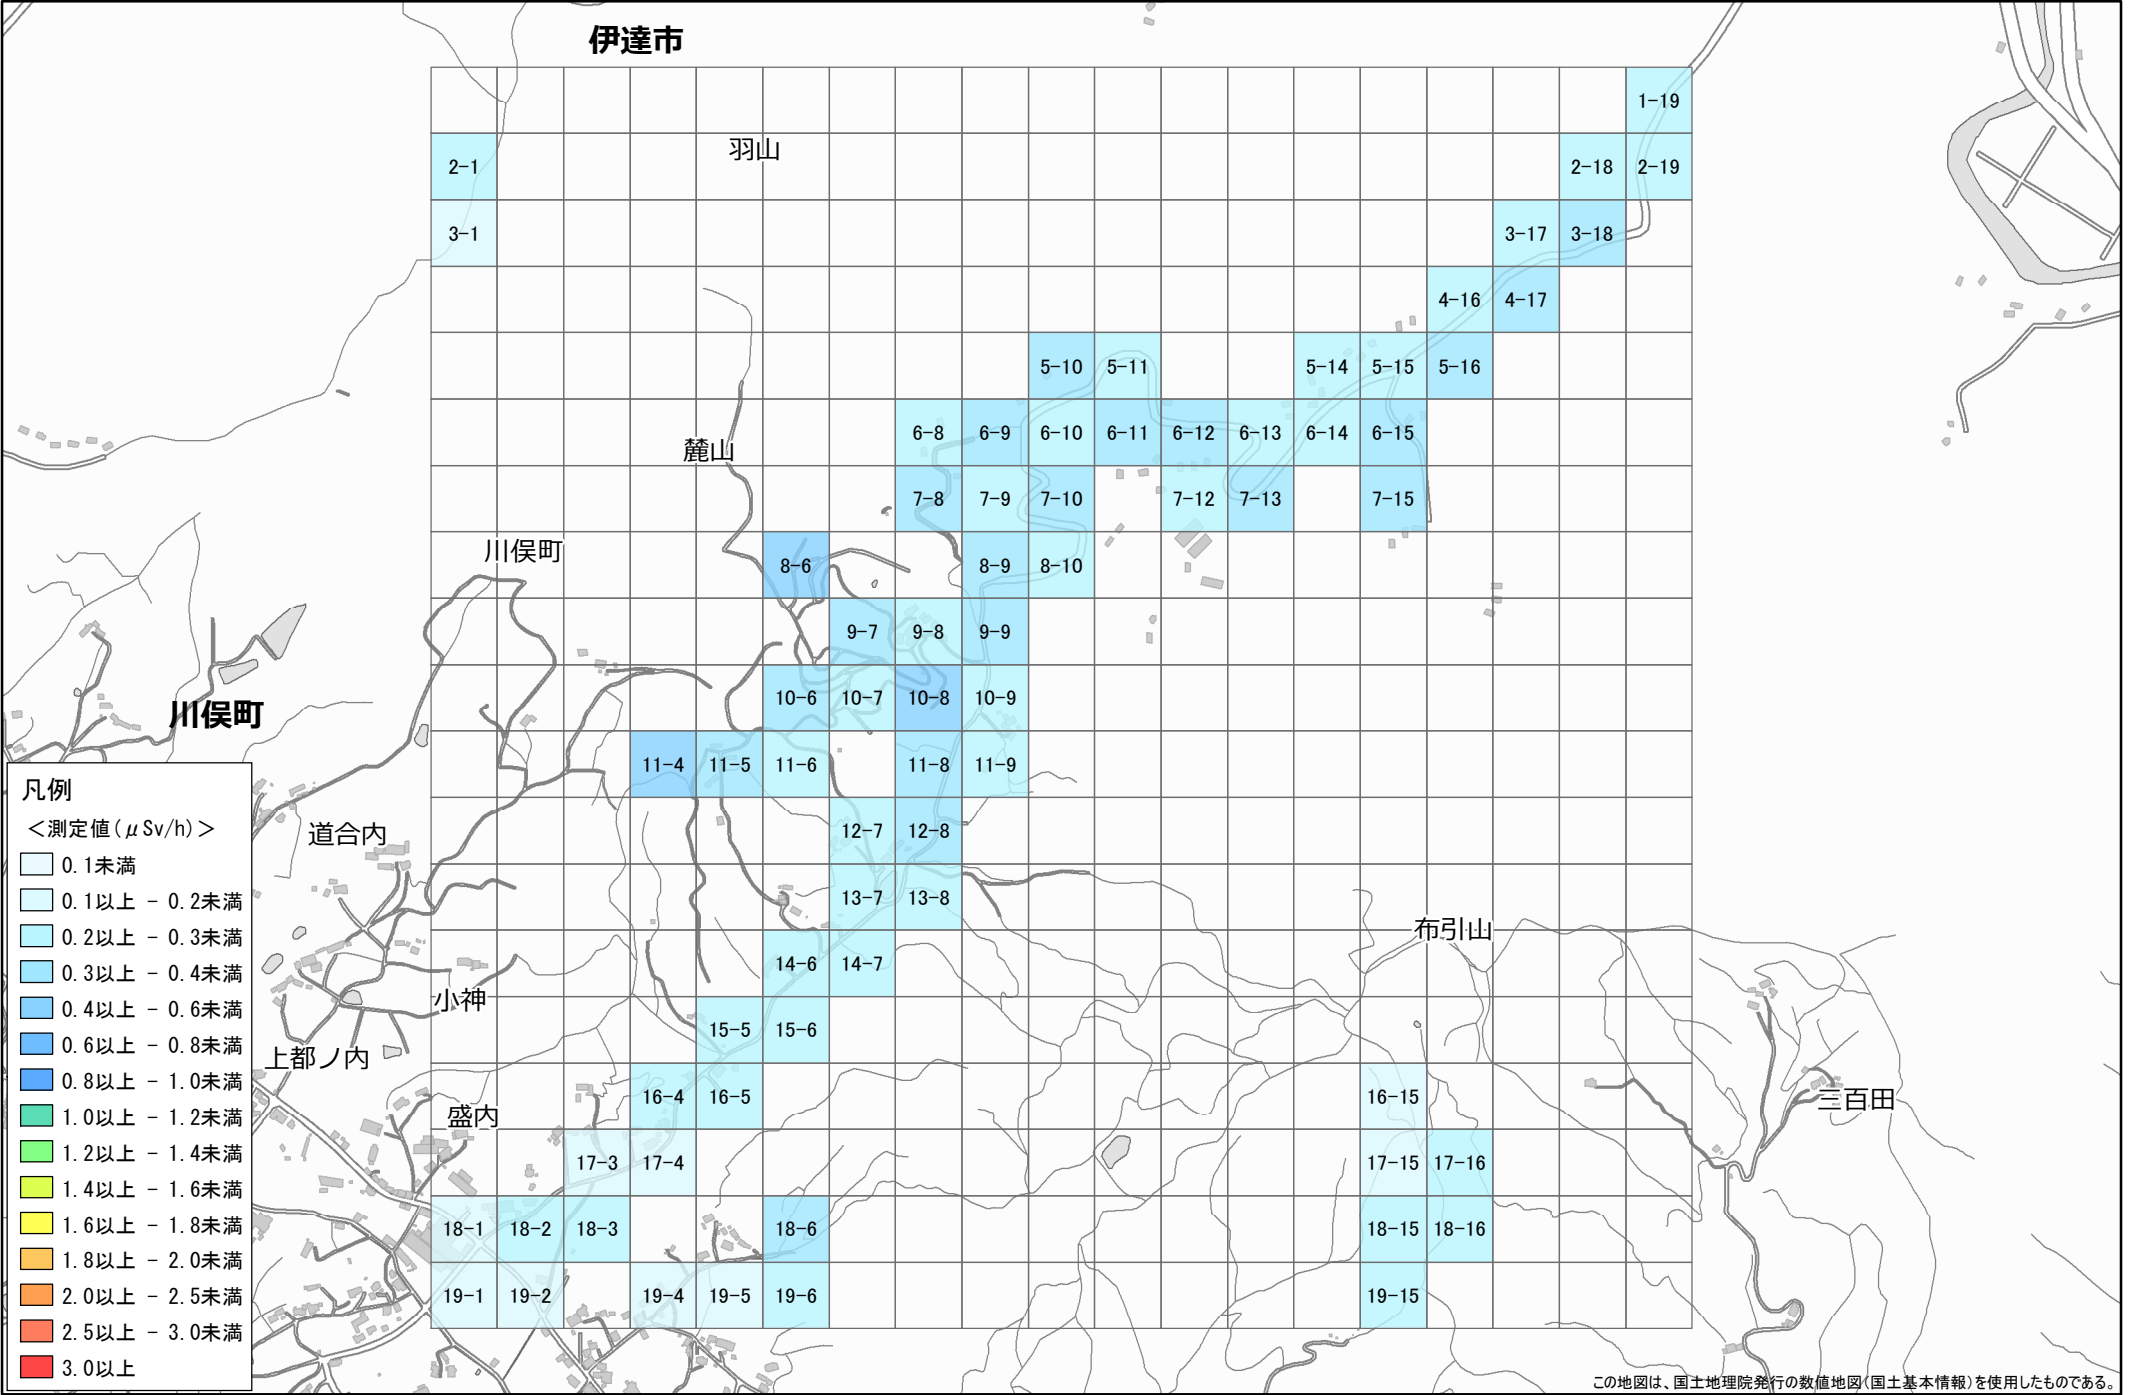 伊達市
1-19
羽山
2-1
2-18
2-19
3-1
3-17
3-18
4-16
4-17
5-10
5-11
5-14
5-15
5-16
6-8
6-9
6-10
6-11
6-12
6-13
6-14
6-15
麓山
7-8
7-9
7-10
7-12
7-13
7-15
川俣町
8-6
8-9
8-10
9-7
9-8
9-9
川俣町
10-6
10-7
10-8
10-9
11-4
11-5
11-6
11-8
11-9
道合内
12-7
12-8
13-7
13-8
布引山
14-6
14-7
小神
15-5
15-6
上都ノ内
16-4
16-5
16-15
三百田
盛内
17-3
17-4
17-15
17-16
18-1
18-2
18-3
18-6
18-15
18-16
19-1
19-2
19-4
19-5
19-6
19-15
凡例
＜測定値(μSv/h)＞
0.1未満
0.1以上 - 0.2未満
0.2以上 - 0.3未満
0.3以上 - 0.4未満
0.4以上 - 0.6未満
0.6以上 - 0.8未満
0.8以上 - 1.0未満
1.0以上 - 1.2未満
1.2以上 - 1.4未満
1.4以上 - 1.6未満
1.6以上 - 1.8未満
1.8以上 - 2.0未満
2.0以上 - 2.5未満
2.5以上 - 3.0未満
3.0以上
この地図は、国土地理院発行の数値地図(国土基本情報)を使用したものである。